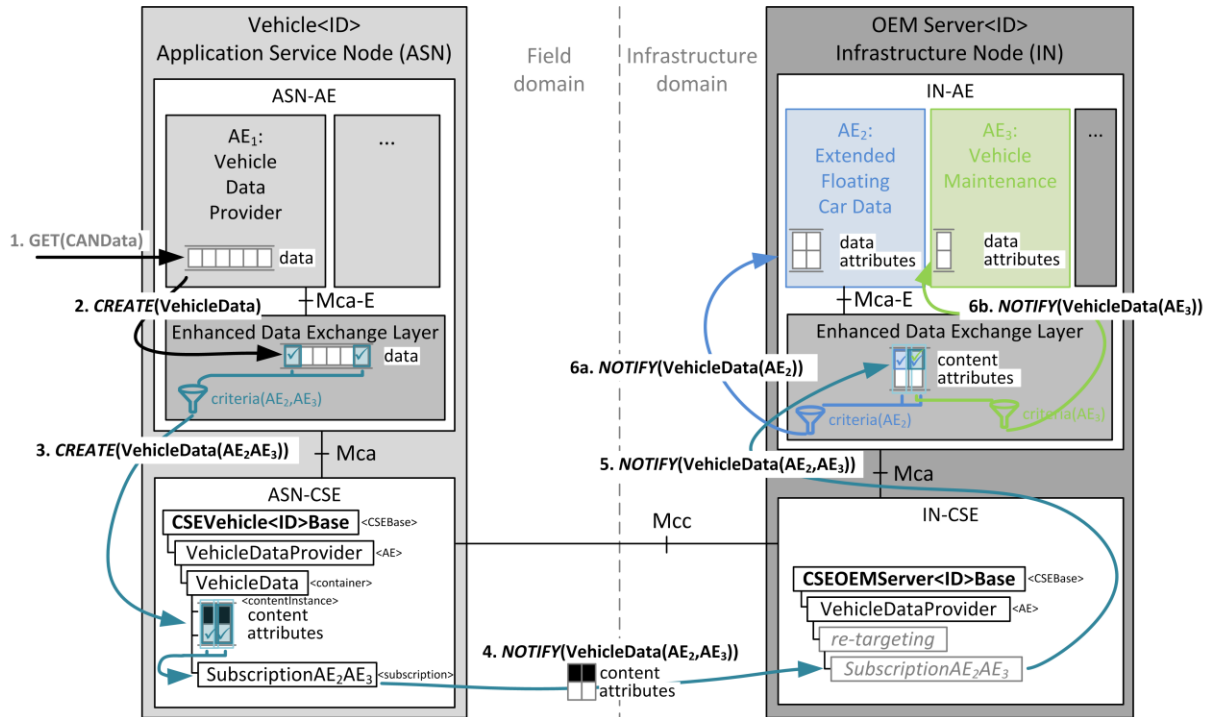 Vehicle<ID>
Application Service Node (ASN)
ASN-AE
AE₁:
Vehicle
Data
Provider
...
1. GET(CANData)
data
2. CREATE(VehicleData)
Mca-E
Enhanced Data Exchange Layer
data
criteria(AE₂,AE₃)
3. CREATE(VehicleData(AE₂AE₃))
Mca
ASN-CSE
CSEVehicle<ID>Base <CSEBase>
VehicleDataProvider <AE>
VehicleData <container>
<contentInstance>
content
attributes
SubscriptionAE₂AE₃ <subscription>
Field
domain
Infrastructure
domain
Mcc
4. NOTIFY(VehicleData(AE₂,AE₃))
content
attributes
OEM Server<ID>
Infrastructure Node (IN)
IN-AE
AE₂:
Extended
Floating
Car Data
data
attributes
AE₃:
Vehicle
Maintenance
data
attributes
...
Mca-E
6b. NOTIFY(VehicleData(AE₃))
Enhanced Data Exchange Layer
6a. NOTIFY(VehicleData(AE₂))
content
attributes
criteria(AE₂)
criteria(AE₃)
5. NOTIFY(VehicleData(AE₂,AE₃))
Mca
IN-CSE
CSEOEMServer<ID>Base <CSEBase>
VehicleDataProvider <AE>
re-targeting
SubscriptionAE₂AE₃